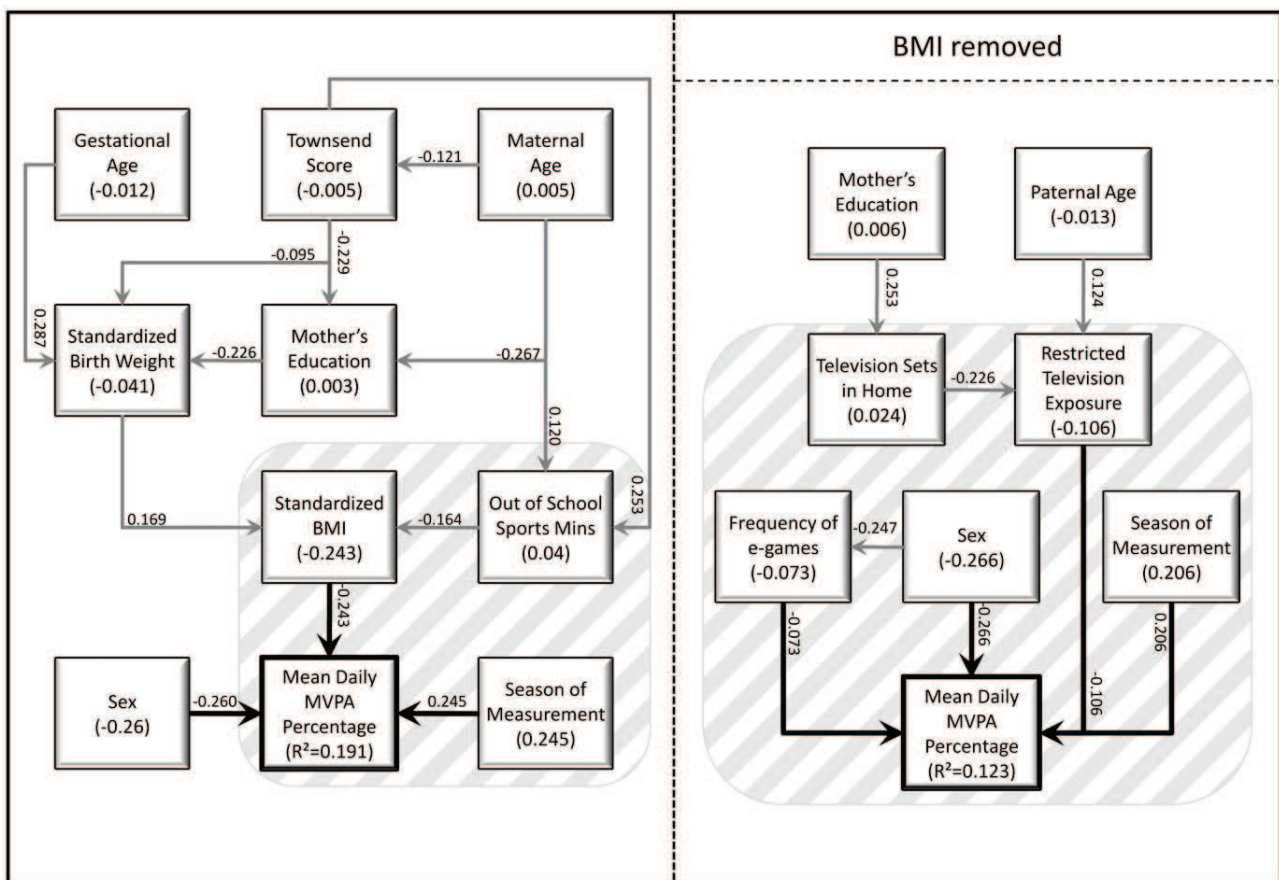 BMI removed
Gestational
Age
(-0.012)
Townsend
Score
(-0.005)
-0.121
Maternal
Age
(0.005)
-0.095
-0.229
0.287
Standardized
Birth Weight
(-0.041)
-0.226
Mother's
Education
(0.003)
-0.267
0.120
0.253
0.169
Standardized
BMI
(-0.243)
-0.164
Out of School
Sports Mins
(0.04)
-0.243
Sex
(-0.26)
-0.260
Mean Daily
MVPA
Percentage
(R²=0.191)
0.245
Season of
Measurement
(0.245)
Mother's
Education
(0.006)
Paternal Age
(-0.013)
0.253
0.124
Television Sets
in Home
(0.024)
-0.226
Restricted
Television
Exposure
(-0.106)
Frequency of
e-games
(-0.073)
-0.247
Sex
(-0.266)
Season of
Measurement
(0.206)
-0.073
-0.266
-0.106
0.206
Mean Daily
MVPA
Percentage
(R²=0.123)